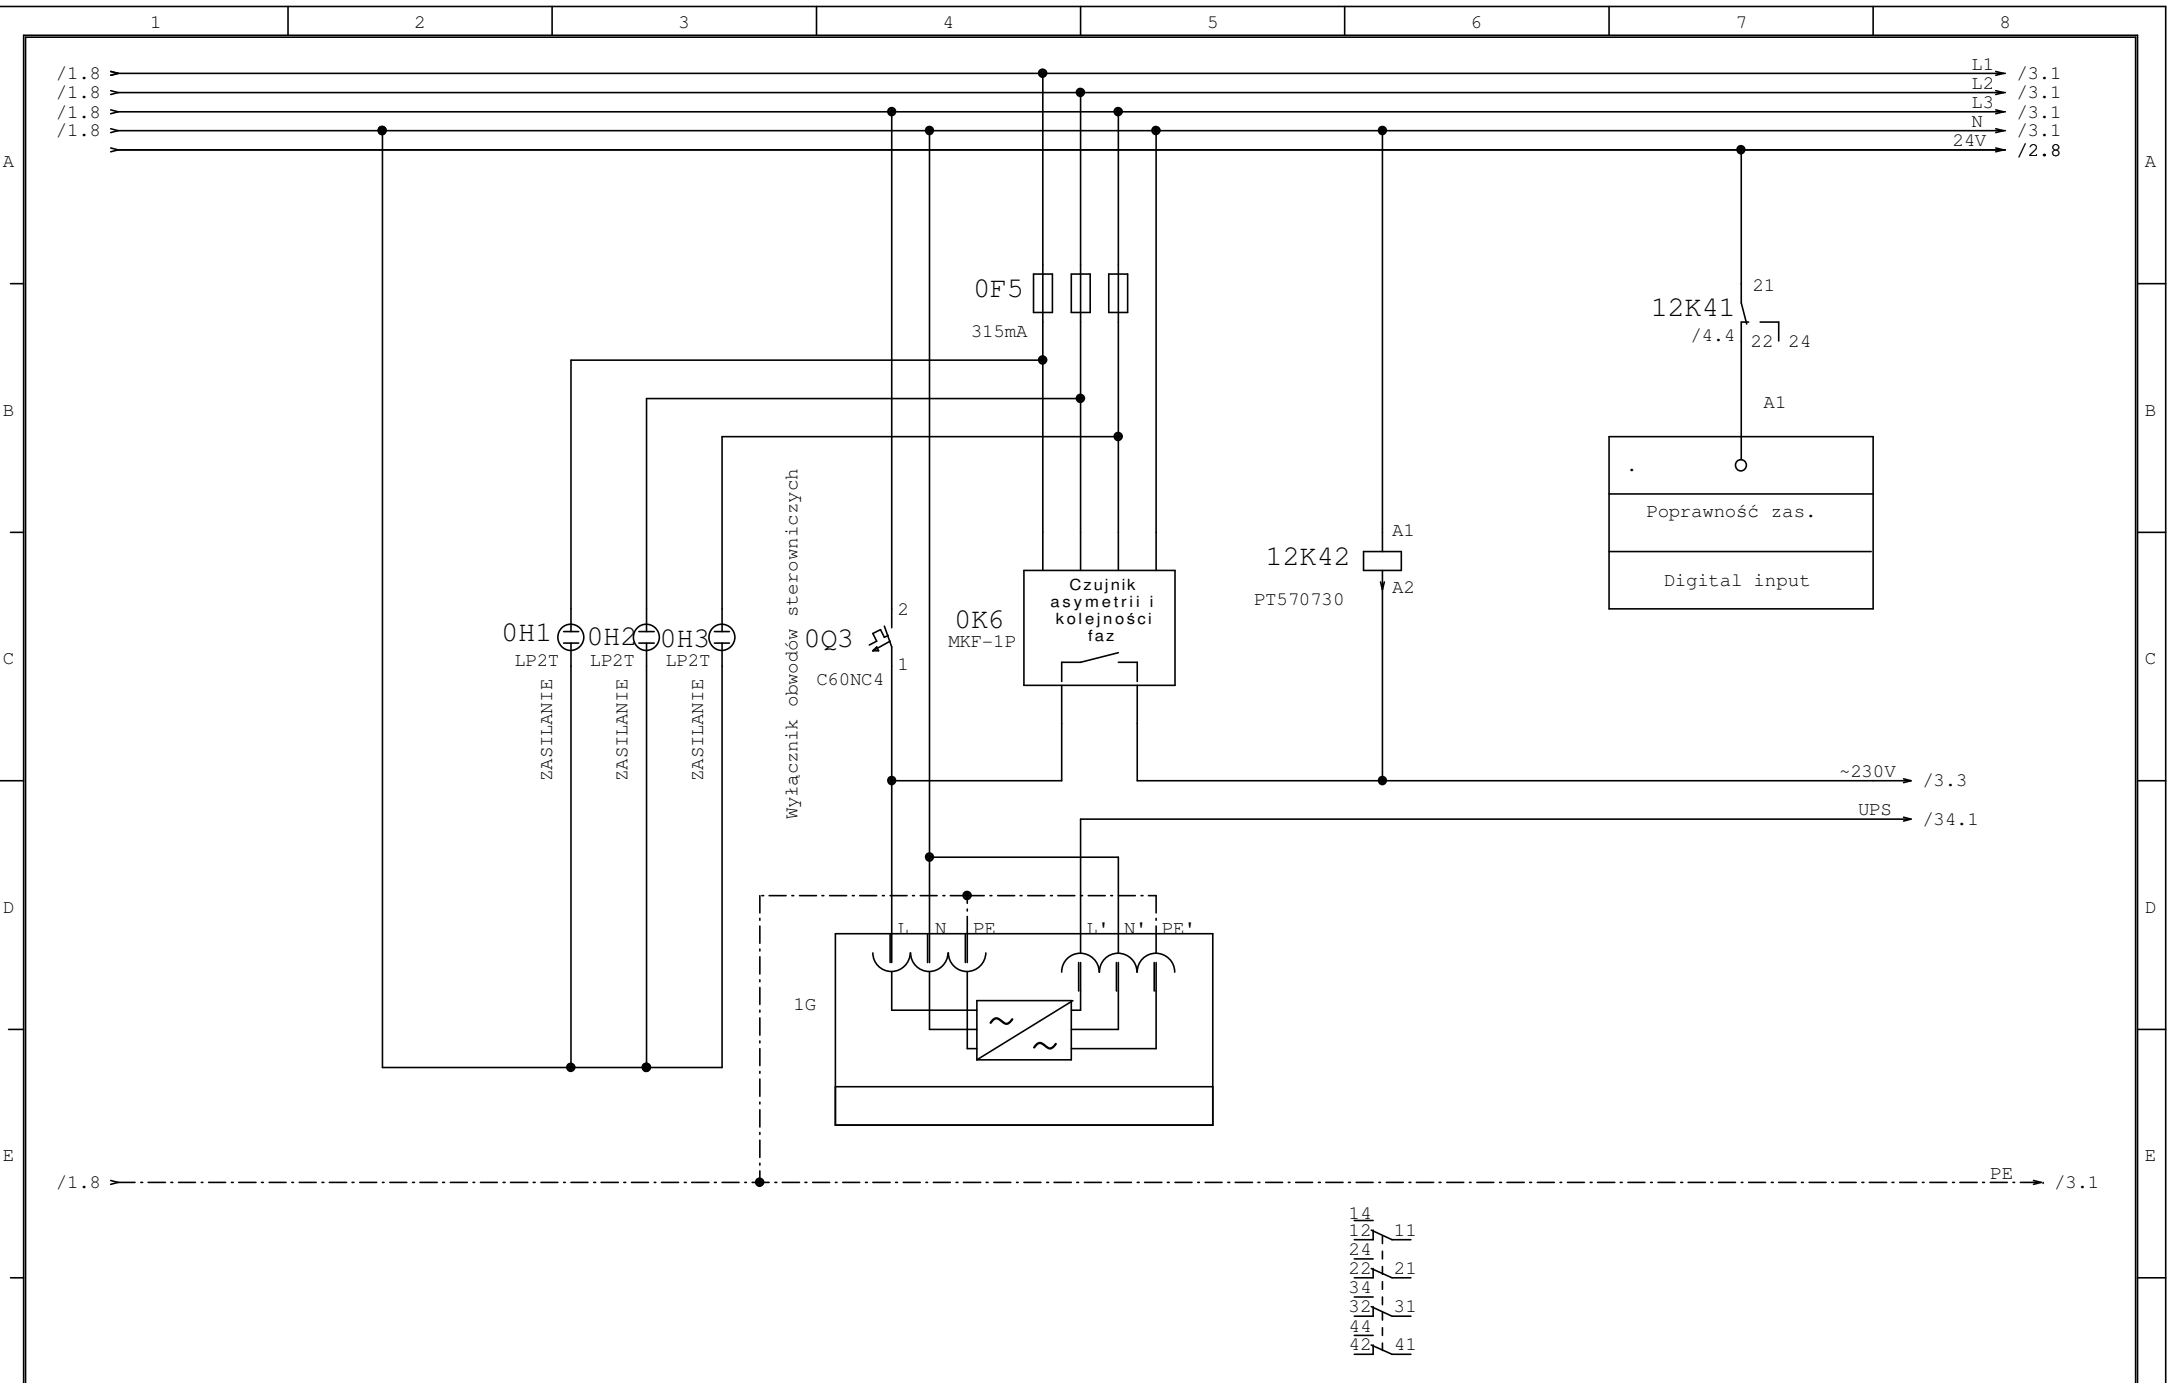 1 2 3 4 5 6 7 8
/1.8 L1 /3.1
/1.8 L2 /3.1
/1.8 L3 /3.1
/1.8 N /3.1
24V /2.8
A A
0F5
315mA
21
12K41
/4.4 22 24
A1
B B
.
Poprawność zas.
Digital input
A1
12K42
A2
PT570730
Czujnik
asymetrii i
kolejności
faz
0K6
MKF-1P
2
0Q3
1
C60NC4
Wyłącznik obwodów sterowniczych
0H1 0H2 0H3
LP2T LP2T LP2T
ZASILANIE ZASILANIE ZASILANIE
C C
~230V /3.3
UPS /34.1
D D
L N PE L' N' PE'
1G
E E
/1.8 PE /3.1
14
12 11
24
22 21
34
32 31
44
42 41